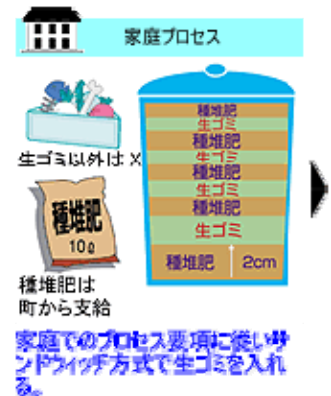 家庭プロセス
生ゴミ以外は X
種堆肥
10ℓ
種堆肥は
町から支給
種堆肥
生ゴミ
種堆肥
生ゴミ
種堆肥
生ゴミ
種堆肥
生ゴミ
種堆肥 2cm
家庭でのプロセス要項に従いサ
ンドウィッチ方式で生ゴミを入れ
る。